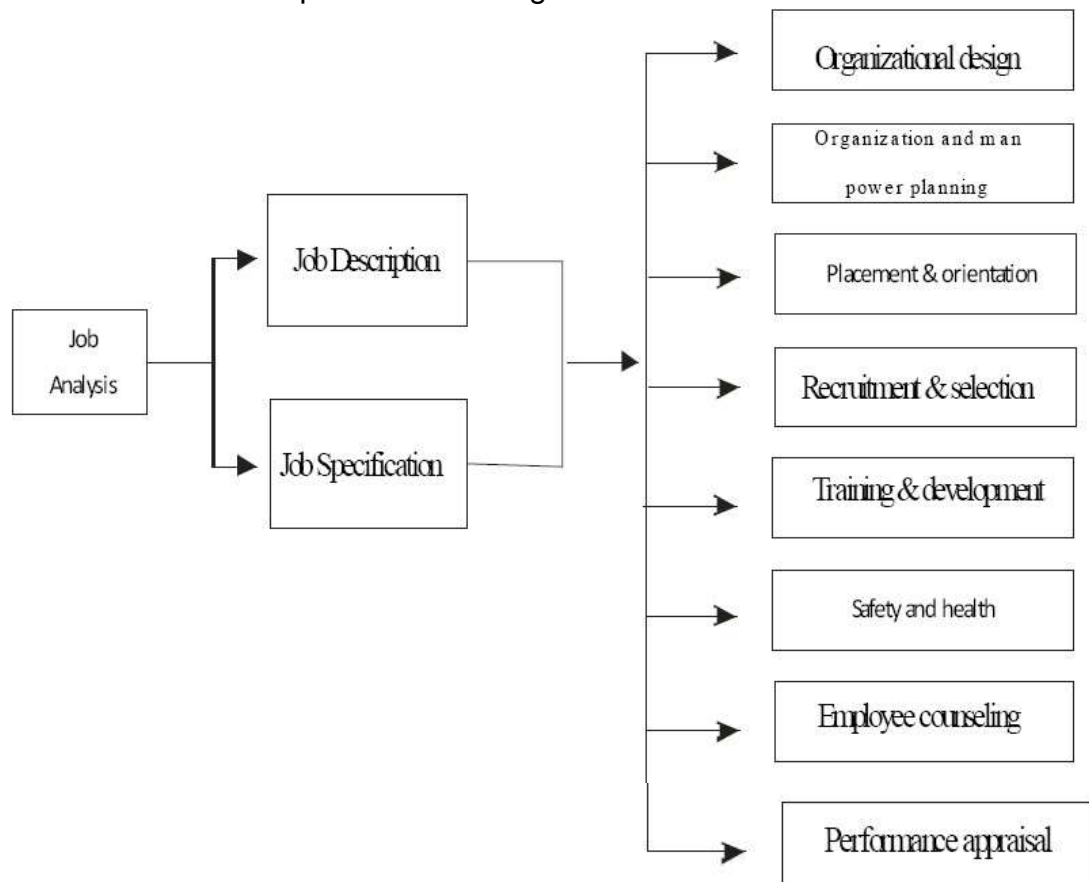 Job
Analysis
Job Description
Job Specification
Organizational design
Organization and man
power planning
Placement & orientation
Recruitment & selection
Training & development
Safety and health
Employee counseling
Performance appraisal